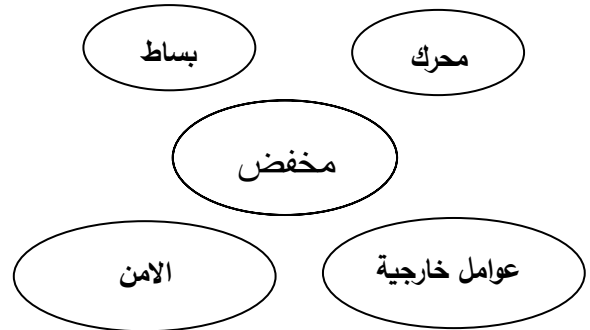 محرك
بساط
مخفض
عوامل خارجية
الامن